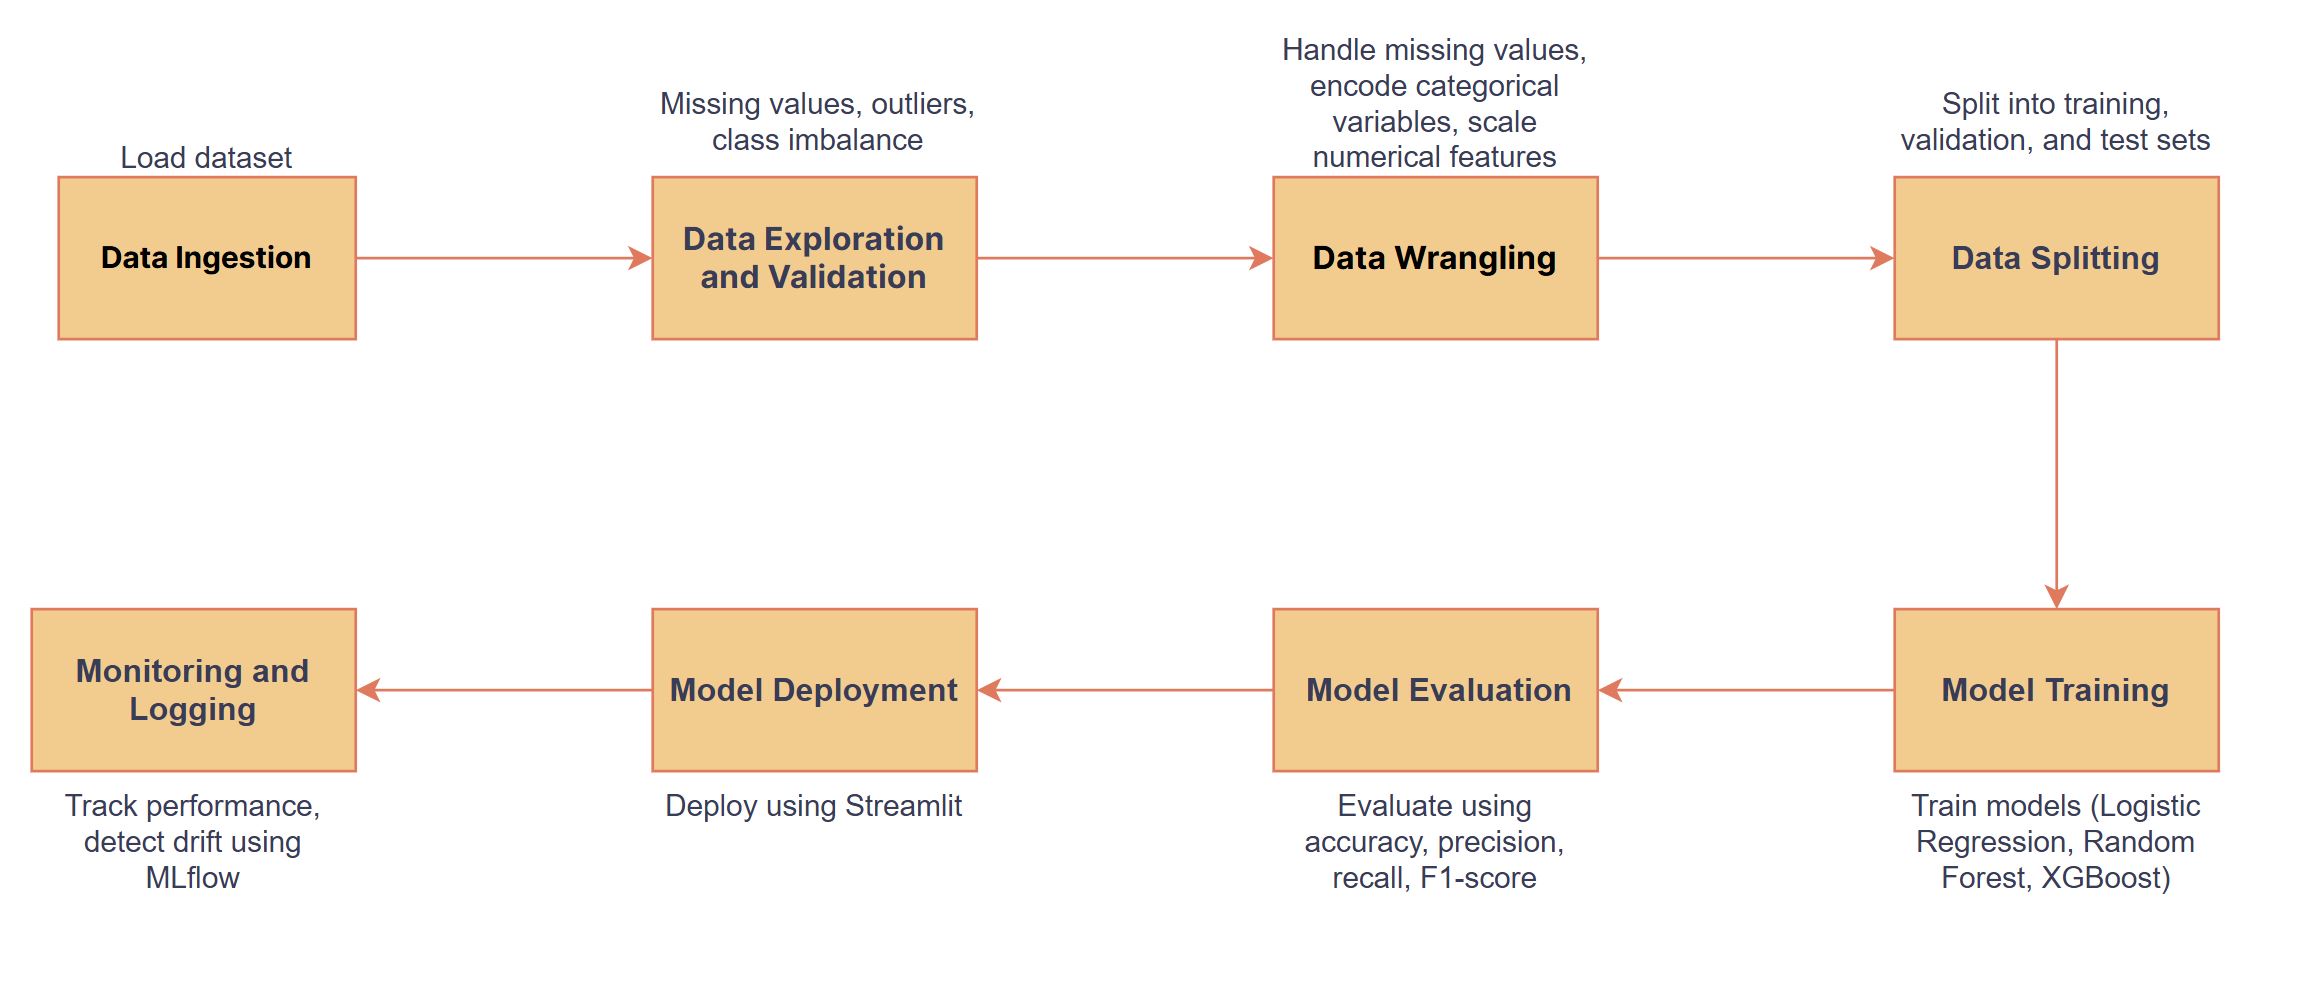 Load dataset
Data Ingestion
Missing values, outliers,
class imbalance
Data Exploration
and Validation
Handle missing values,
encode categorical
variables, scale
numerical features
Data Wrangling
Split into training,
validation, and test sets
Data Splitting
Model Training
Train models (Logistic
Regression, Random
Forest, XGBoost)
Model Evaluation
Evaluate using
accuracy, precision,
recall, F1-score
Model Deployment
Deploy using Streamlit
Monitoring and
Logging
Track performance,
detect drift using
MLflow